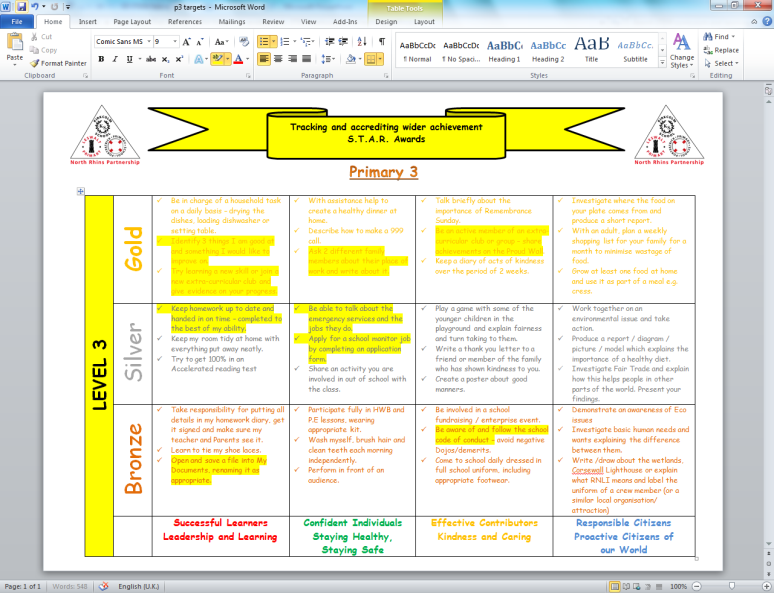 p3 targets - Microsoft Word
Table Tools
File Home Insert Page Layout References Mailings Review View Add-Ins Design Layout
Paste
Cut
Copy
Format Painter
Clipboard
Comic Sans MS 9
Font
Paragraph
AaBbCcDc AaBbCcDc AaBbC AaBbCc AaB AaBbCc.
¶ Normal ¶ No Spaci... Heading 1 Heading 2 Title Subtitle
Change
Styles
Styles
Find
Replace
Select
Editing
North Rhins Partnership
Tracking and accrediting wider achievement
S.T.A.R. Awards
North Rhins Partnership
Primary 3
LEVEL 3
Gold
Be in charge of a household task
on a daily basis - drying the
dishes, loading dishwasher or
setting table.
Identify 3 things I am good at
and something I would like to
improve on.
Try learning a new skill or join a
new extra-curricular club and
give evidence in your progress.
With assistance help to
create a healthy dinner at
home.
Describe how to make a 999
call.
Ask 2 different family
members about their place of
work and write about it.
Talk briefly about the
importance of Remembrance
Sunday.
Be an active member of an extra-
curricular club or group - share
achievements on the Proud Wall
Keep a diary of acts of kindness
over the period of 2 weeks.
Investigate where the food on
your plate comes from and
produce a short report.
With an adult, plan a weekly
shopping list for your family for a
month to minimize wastage of
food.
Grow at least one food at home
and use it as part of a meal e.g.
cress.
Silver
Keep homework up to date and
handed in on time - completed to
the best of my ability.
Keep my room tidy at home with
everything put away neatly.
Try to get 100% in an
Accelerated reading test
Be able to talk about the
emergency services and the
jobs they do.
Apply for a school monitor job
by completing an application
form.
Share an activity you are
involved in out of school with
the class.
Play a game with some of the
younger children in the
playground and explain fairness
and turn taking to them.
Write a thank you letter to a
friend or member of the family
who has shown kindness to you.
Create a poster about good
manners.
Work together on an
environmental issue and take
action.
Produce a report / diagram /
picture / model which explains the
importance of a healthy diet.
Investigate Fair Trade and explain
how this helps people in other
parts of the world. Present your
findings.
Bronze
Take responsibility for putting all
details in my homework diary, get
it signed and make sure my
teacher and Parents see it.
Learn to tie my shoe laces.
Open and save a file into My
Documents, renaming it as
appropriate.
Participate fully in HWB and
P.E lessons, wearing
appropriate kit.
Wash myself, brush hair and
clean teeth each morning
independently.
Perform in front of an
audience.
Be involved in a school
fundraising / enterprise event.
Be aware of and follow the school
code of conduct - avoid negative
Dojos/demerits.
Come to school daily dressed in
full school uniform, including
appropriate footwear.
Demonstrate an awareness of Eco
issues
Investigate basic human needs and
wants explaining the difference
between them.
Write /draw about the wetlands,
Corsewall Lighthouse or explain
what RNLI means and label the
uniform of a crew member (or a
similar local organisation/
attraction)
Successful Learners
Leadership and Learning
Confident Individuals
Staying Healthy,
Staying Safe
Effective Contributors
Kindness and Caring
Responsible Citizens
Proactive Citizens of
our World
Page: 1 of 1 Words: 548 English (U.K.) 100%